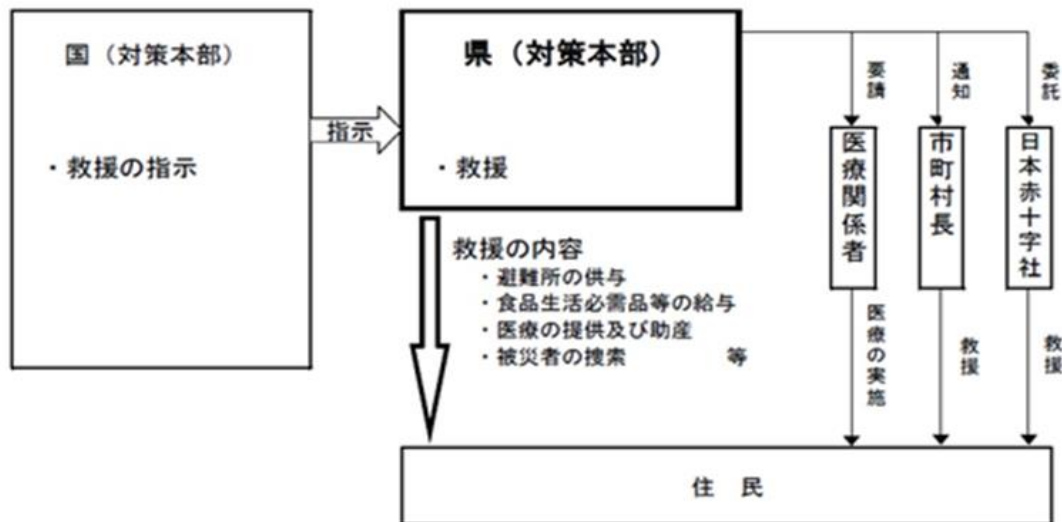 国（対策本部）
・救援の指示
指示
県（対策本部）
・救援
救援の内容
・避難所の供与
・食品生活必需品等の給与
・医療の提供及び助産
・被災者の捜索　　　等
要請
通知
委託
医療関係者
市町村長
日本赤十字社
医療の実施
救援
救援
住　民